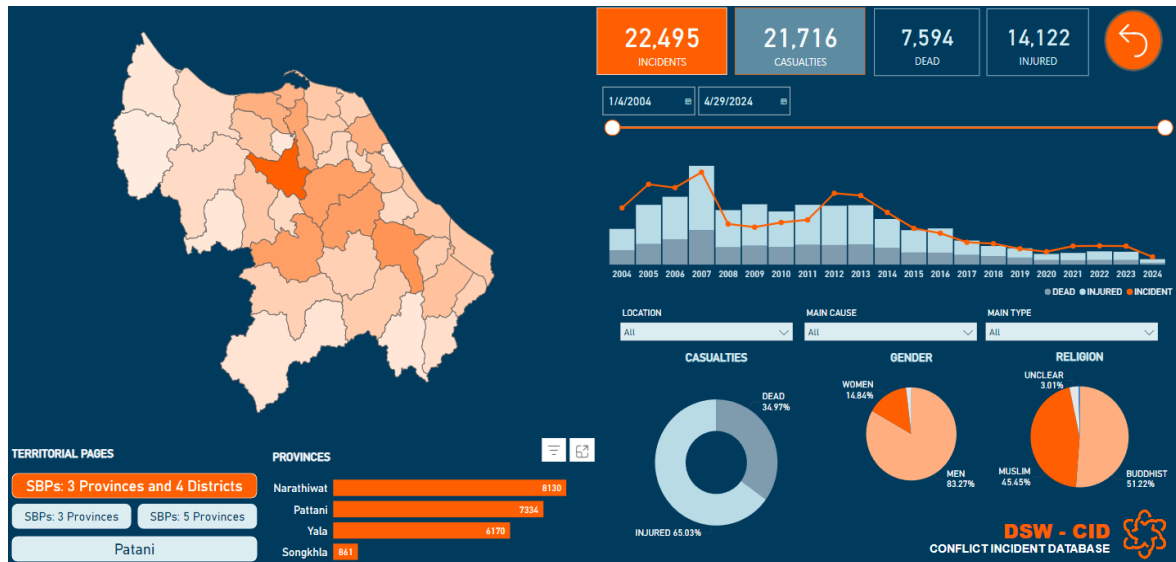 22,495
INCIDENTS
21,716
CASUALTIES
7,594
DEAD
14,122
INJURED
1/4/2004
4/29/2024
2004 2005 2006 2007 2008 2009 2010 2011 2012 2013 2014 2015 2016 2017 2018 2019 2020 2021 2022 2023 2024
DEAD INJURED INCIDENT
LOCATION
All
MAIN CAUSE
All
MAIN TYPE
All
CASUALTIES
DEAD
34.97%
INJURED 65.03%
GENDER
WOMEN
14.84%
MEN
83.27%
RELIGION
UNCLEAR
3.01%
MUSLIM
45.45%
BUDDHIST
51.22%
TERRITORIAL PAGES
SBPs: 3 Provinces and 4 Districts
SBPs: 3 Provinces
SBPs: 5 Provinces
Patani
PROVINCES
Narathiwat 8130
Pattani 7334
Yala 6170
Songkhla 861
DSW - CID
CONFLICT INCIDENT DATABASE